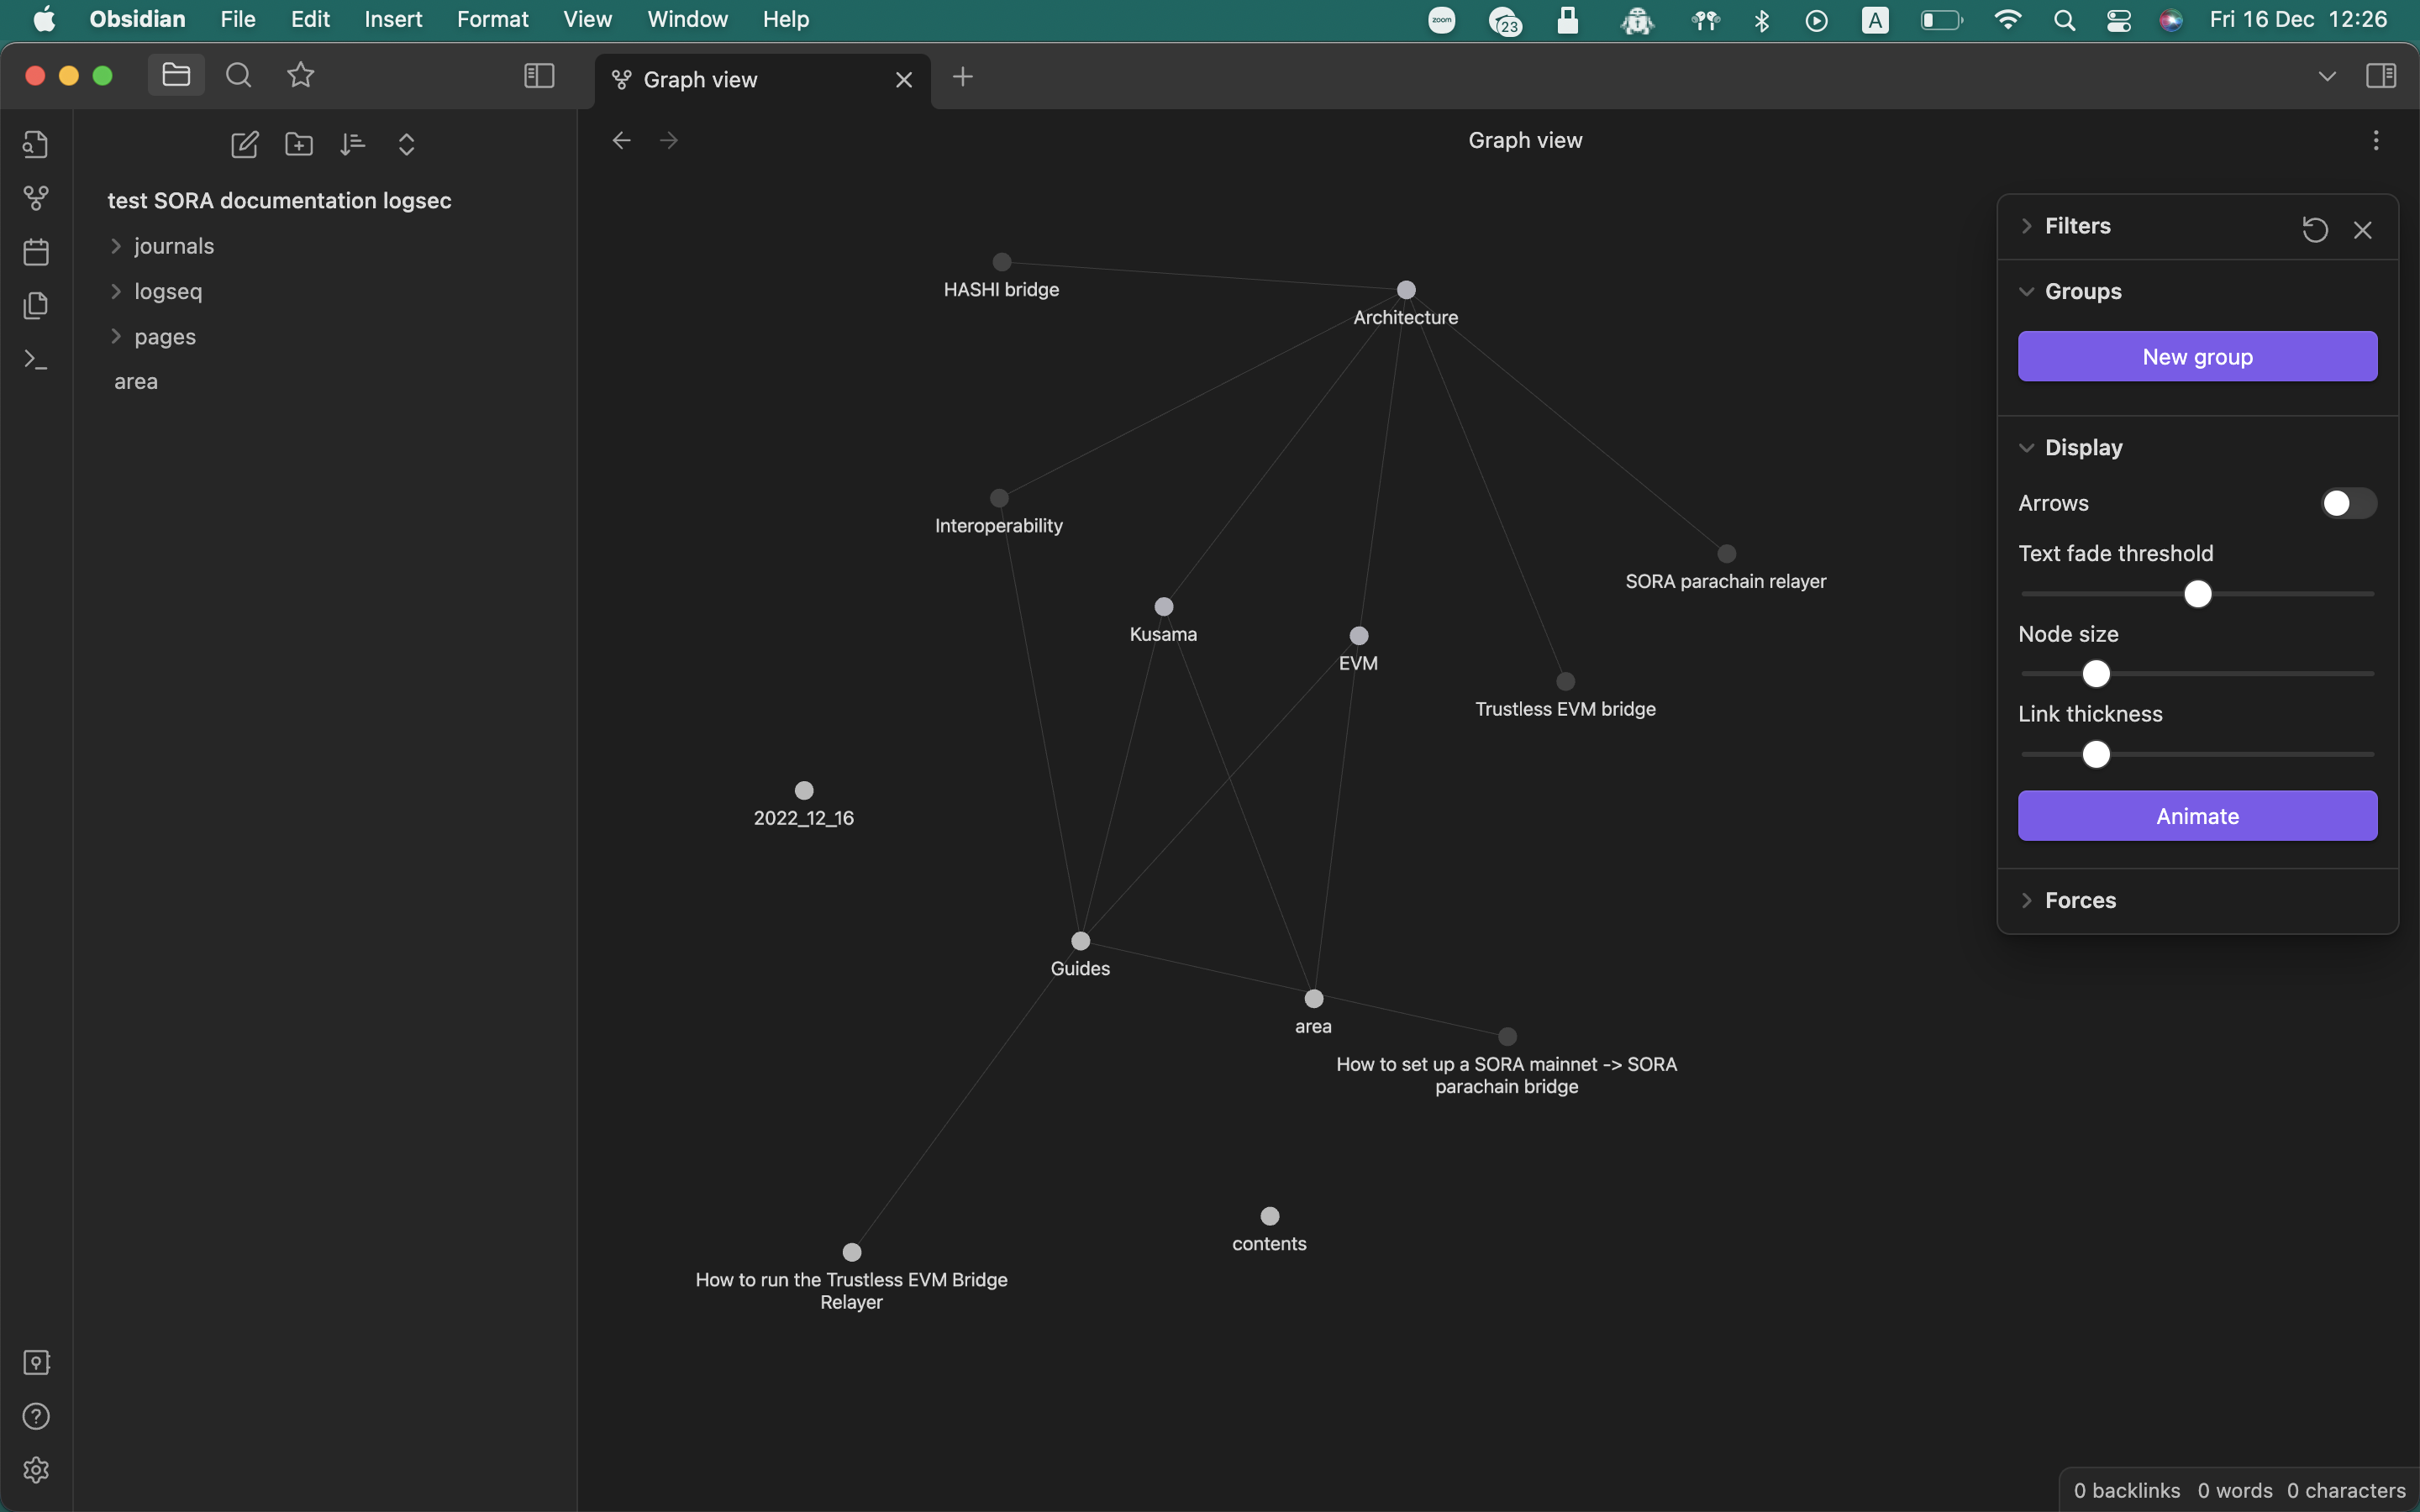 Obsidian File Edit Insert Format View Window Help zoom 23 A Fri 16 Dec 12:26
Graph view
Graph view
test SORA documentation logsec
journals
logseq
pages
area
HASHI bridge
Architecture
Interoperability
SORA parachain relayer
Kusama
EVM
Trustless EVM bridge
2022_12_16
Guides
area
How to set up a SORA mainnet -> SORA
parachain bridge
contents
How to run the Trustless EVM Bridge
Relayer
Filters
Groups
New group
Display
Arrows
Text fade threshold
Node size
Link thickness
Animate
Forces
0 backlinks 0 words 0 characters